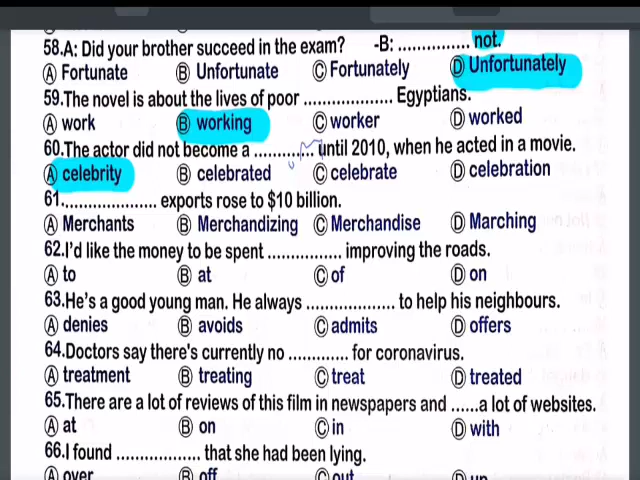 58.A: Did your brother succeed in the exam? -B: ................ not.
Ⓐ Fortunate Ⓑ Unfortunate Ⓒ Fortunately Ⓓ Unfortunately
59.The novel is about the lives of poor .................... Egyptians.
Ⓐ work Ⓑ working Ⓒ worker Ⓓ worked
60.The actor did not become a .............. until 2010, when he acted in a movie.
Ⓐ celebrity Ⓑ celebrated Ⓒ celebrate Ⓓ celebration
61..................... exports rose to $10 billion.
Ⓐ Merchants Ⓑ Merchandizing Ⓒ Merchandise Ⓓ Marching
62.I'd like the money to be spent ................. improving the roads.
Ⓐ to Ⓑ at Ⓒ of Ⓓ on
63.He's a good young man. He always .................... to help his neighbours.
Ⓐ denies Ⓑ avoids Ⓒ admits Ⓓ offers
64.Doctors say there's currently no ............. for coronavirus.
Ⓐ treatment Ⓑ treating Ⓒ treat Ⓓ treated
65.There are a lot of reviews of this film in newspapers and ......a lot of websites.
Ⓐ at Ⓑ on Ⓒ in Ⓓ with
66.I found ................... that she had been lying.
Ⓐ over Ⓑ off Ⓒ out Ⓓ up